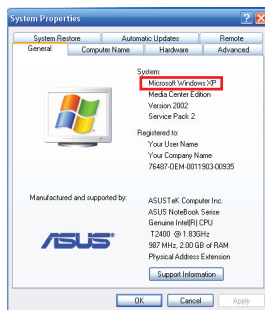 System Properties
System Restore
Automatic Updates
Remote
General
Computer Name
Hardware
Advanced
System:
Microsoft Windows XP
Media Center Edition
Version 2002
Service Pack 2
Registered to:
Your User Name
Your Company Name
76487-OEM-0011903-00935
Manufactured and supported by:
ASUSTeK Computer Inc.
ASUS NoteBook Serise
Genuine Intel(R) CPU
T2400 @ 1.83GHz
987 MHz, 2.00 GB of RAM
Physical Address Extension
/SUS
Support Information
OK
Cancel
Apply